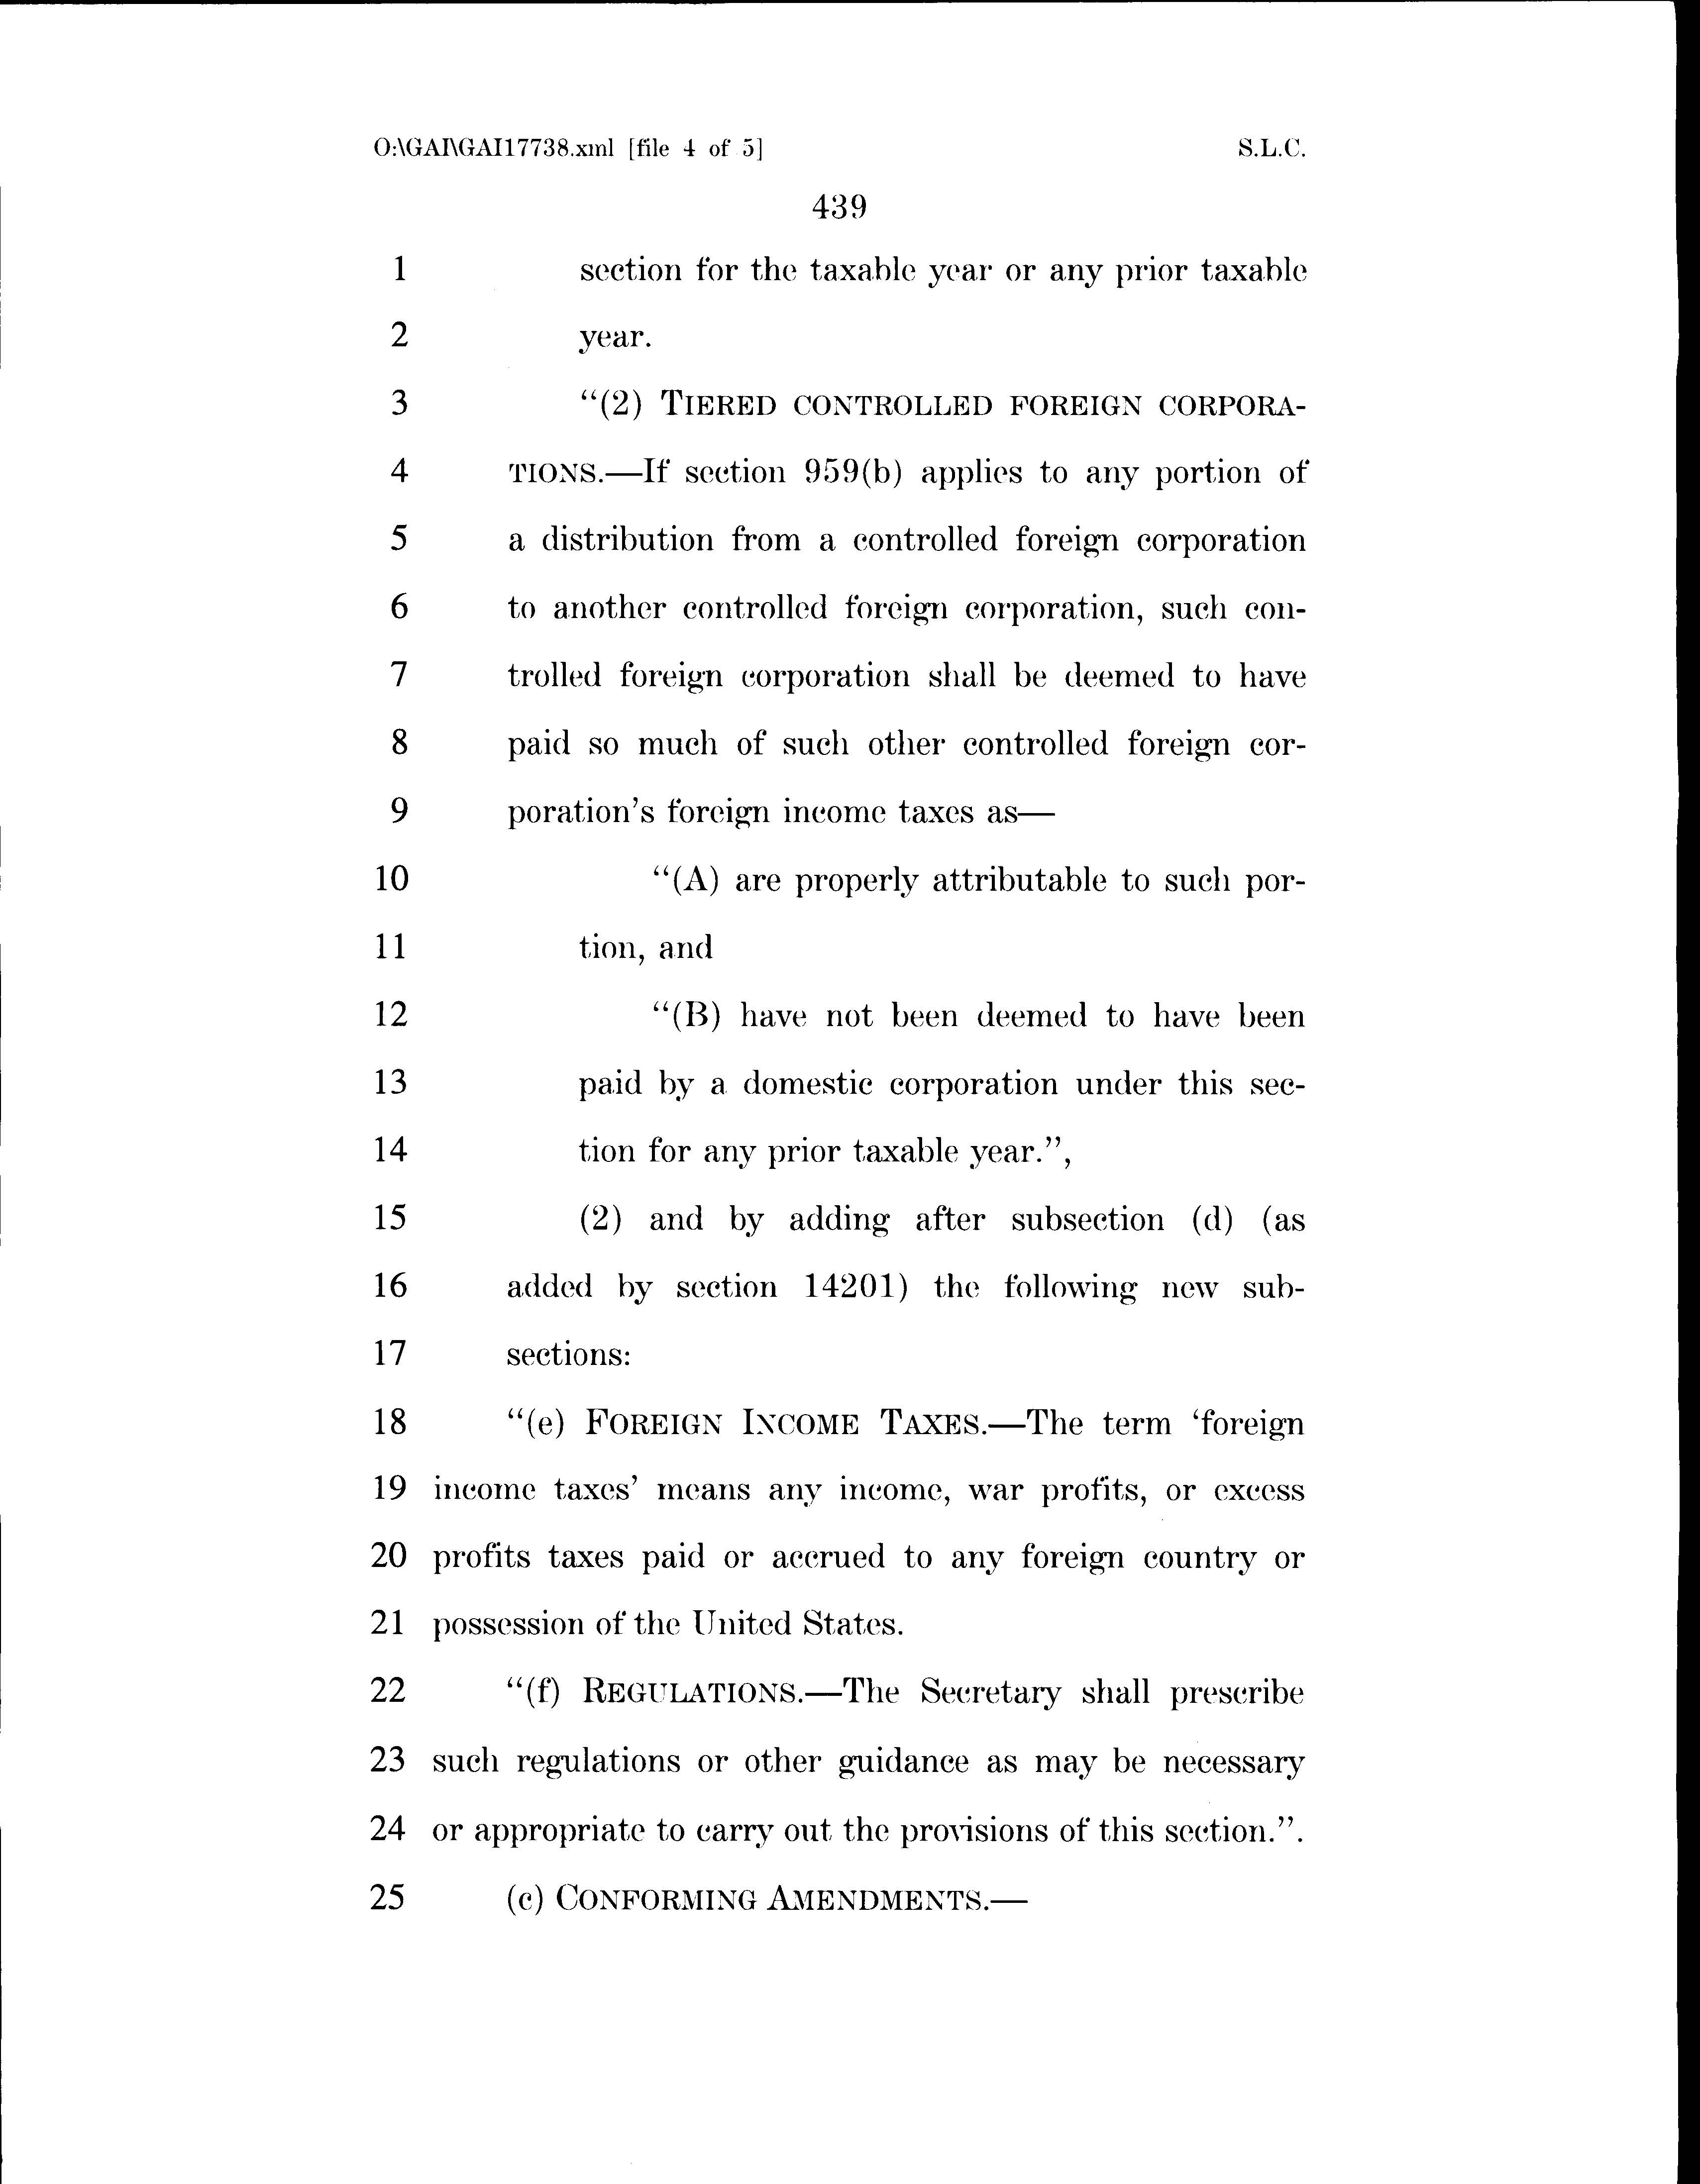 O:\GAI\GAI17738.xml [file 4 of 5] S.L.C.
439
1 section for the taxable year or any prior taxable
2 year.
3 “(2) TIERED CONTROLLED FOREIGN CORPORA-
4 TIONS.—If section 959(b) applies to any portion of
5 a distribution from a controlled foreign corporation
6 to another controlled foreign corporation, such con-
7 trolled foreign corporation shall be deemed to have
8 paid so much of such other controlled foreign cor-
9 poration's foreign income taxes as—
10 “(A) are properly attributable to such por-
11 tion, and
12 “(B) have not been deemed to have been
13 paid by a domestic corporation under this sec-
14 tion for any prior taxable year.”,
15 (2) and by adding after subsection (d) (as
16 added by section 14201) the following new sub-
17 sections:
18 “(e) FOREIGN INCOME TAXES.—The term ‘foreign
19 income taxes’ means any income, war profits, or excess
20 profits taxes paid or accrued to any foreign country or
21 possession of the United States.
22 “(f) REGULATIONS.—The Secretary shall prescribe
23 such regulations or other guidance as may be necessary
24 or appropriate to carry out the provisions of this section.”.
25 (c) CONFORMING AMENDMENTS.—